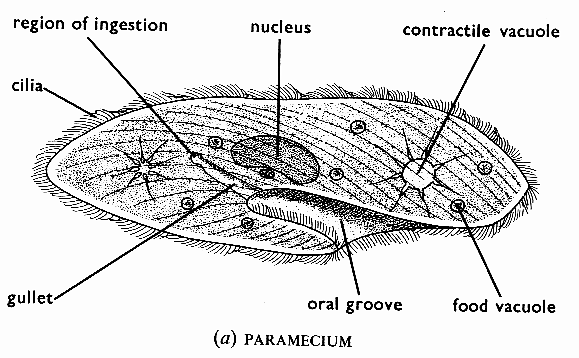 region of ingestion
nucleus
contractile vacuole
cilia
gullet
oral groove
food vacuole
(a) PARAMECIUM